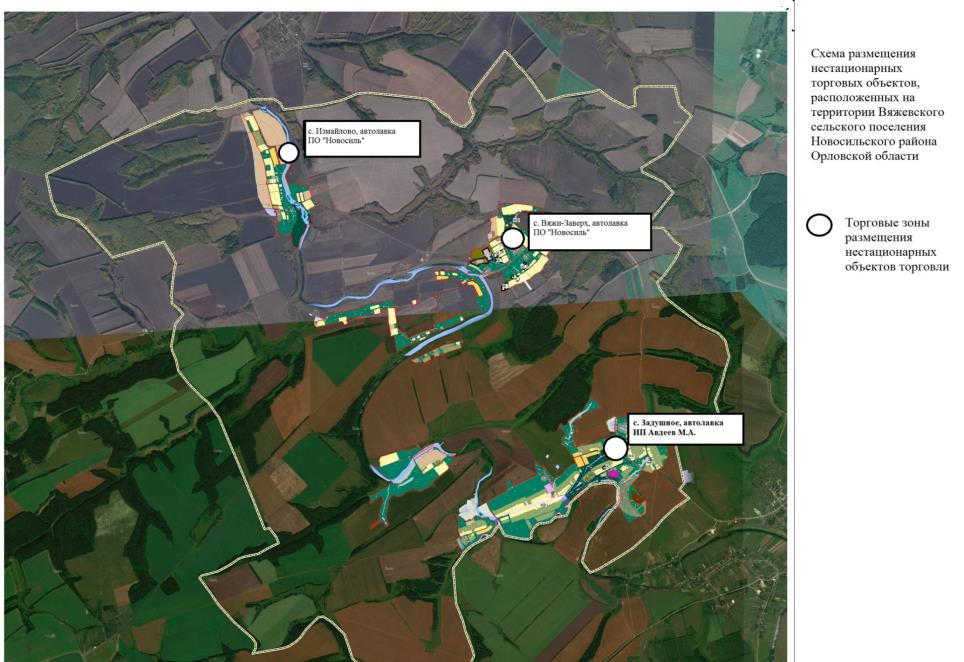 Схема размещения
нестационарных
торговых объектов,
расположенных на
территории Вяжевского
сельского поселения
Новосильского района
Орловской области
Торговые зоны
размещения
нестационарных
объектов торговли
с. Измайлово, автолавка
ПО "Новосиль"
с. Вяжи-Заверх, автолавка
ПО "Новосиль"
с. Задушное, автолавка
ИП Авдеев М.А.